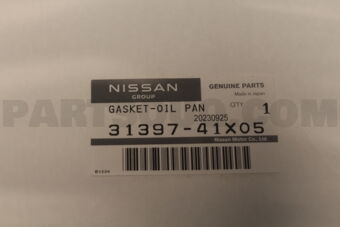 NISSAN
GROUP
GENUINE PARTS
Made in Japan
GASKET-OIL PAN
QTY 1
20230925
31397-41X05
Nissan Motor Co., Ltd.